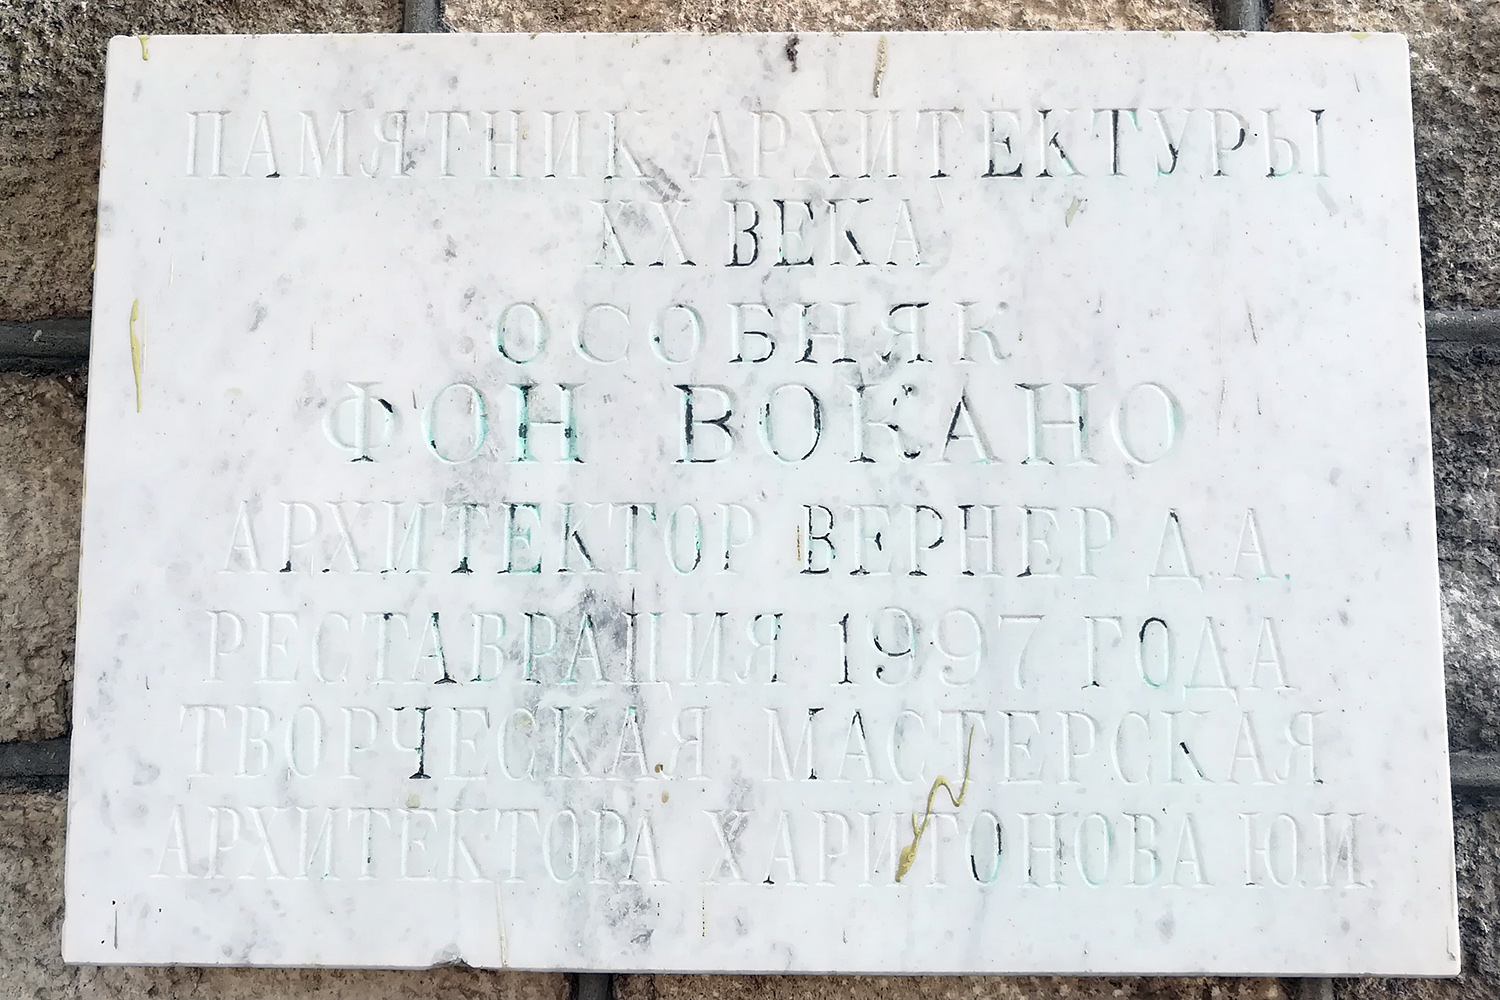 ПАМЯТНИК АРХИТЕКТУРЫ
XX ВЕКА
ОСОБНЯК
ФОН ВОКАНО
АРХИТЕКТОР ВЕРНЕР Д.А.
РЕСТАВРАЦИЯ 1997 ГОДА
ТВОРЧЕСКАЯ МАСТЕРСКАЯ
АРХИТЕКТОРА ХАРИТОНОВА Ю.И.